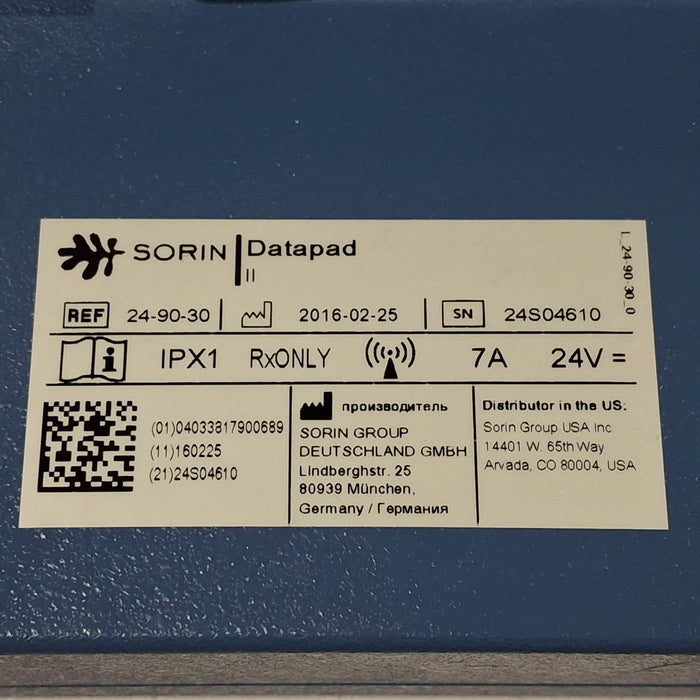 SORIN
Datapad
II
L_24-90-30_0
REF 24-90-30
2016-02-25
SN 24S04610
i IPX1 RxONLY 7A 24V =
(01)04033817900689
(11)160225
(21)24S04610
производитель
SORIN GROUP
DEUTSCHLAND GMBH
Lindberghstr. 25
80939 München,
Germany / Германия
Distributor in the US:
Sorin Group USA Inc
14401 W. 65th Way
Arvada, CO 80004, USA